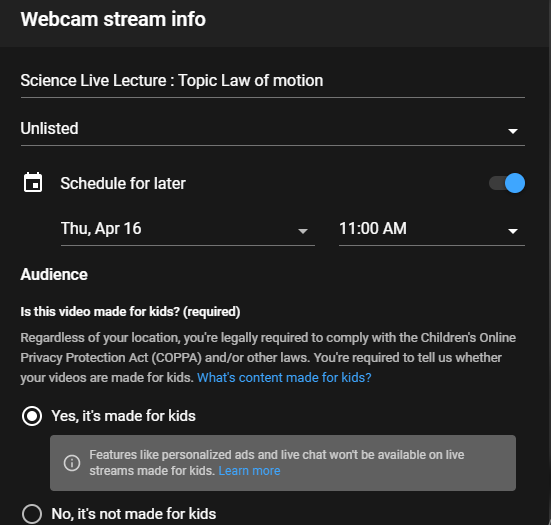 Webcam stream info
Science Live Lecture : Topic Law of motion
Unlisted
Schedule for later
Thu, Apr 16 11:00 AM
Audience
Is this video made for kids? (required)
Regardless of your location, you're legally required to comply with the Children's Online
Privacy Protection Act (COPPA) and/or other laws. You're required to tell us whether
your videos are made for kids. What's content made for kids?
Yes, it's made for kids
Features like personalized ads and live chat won't be available on live
streams made for kids. Learn more
No, it's not made for kids